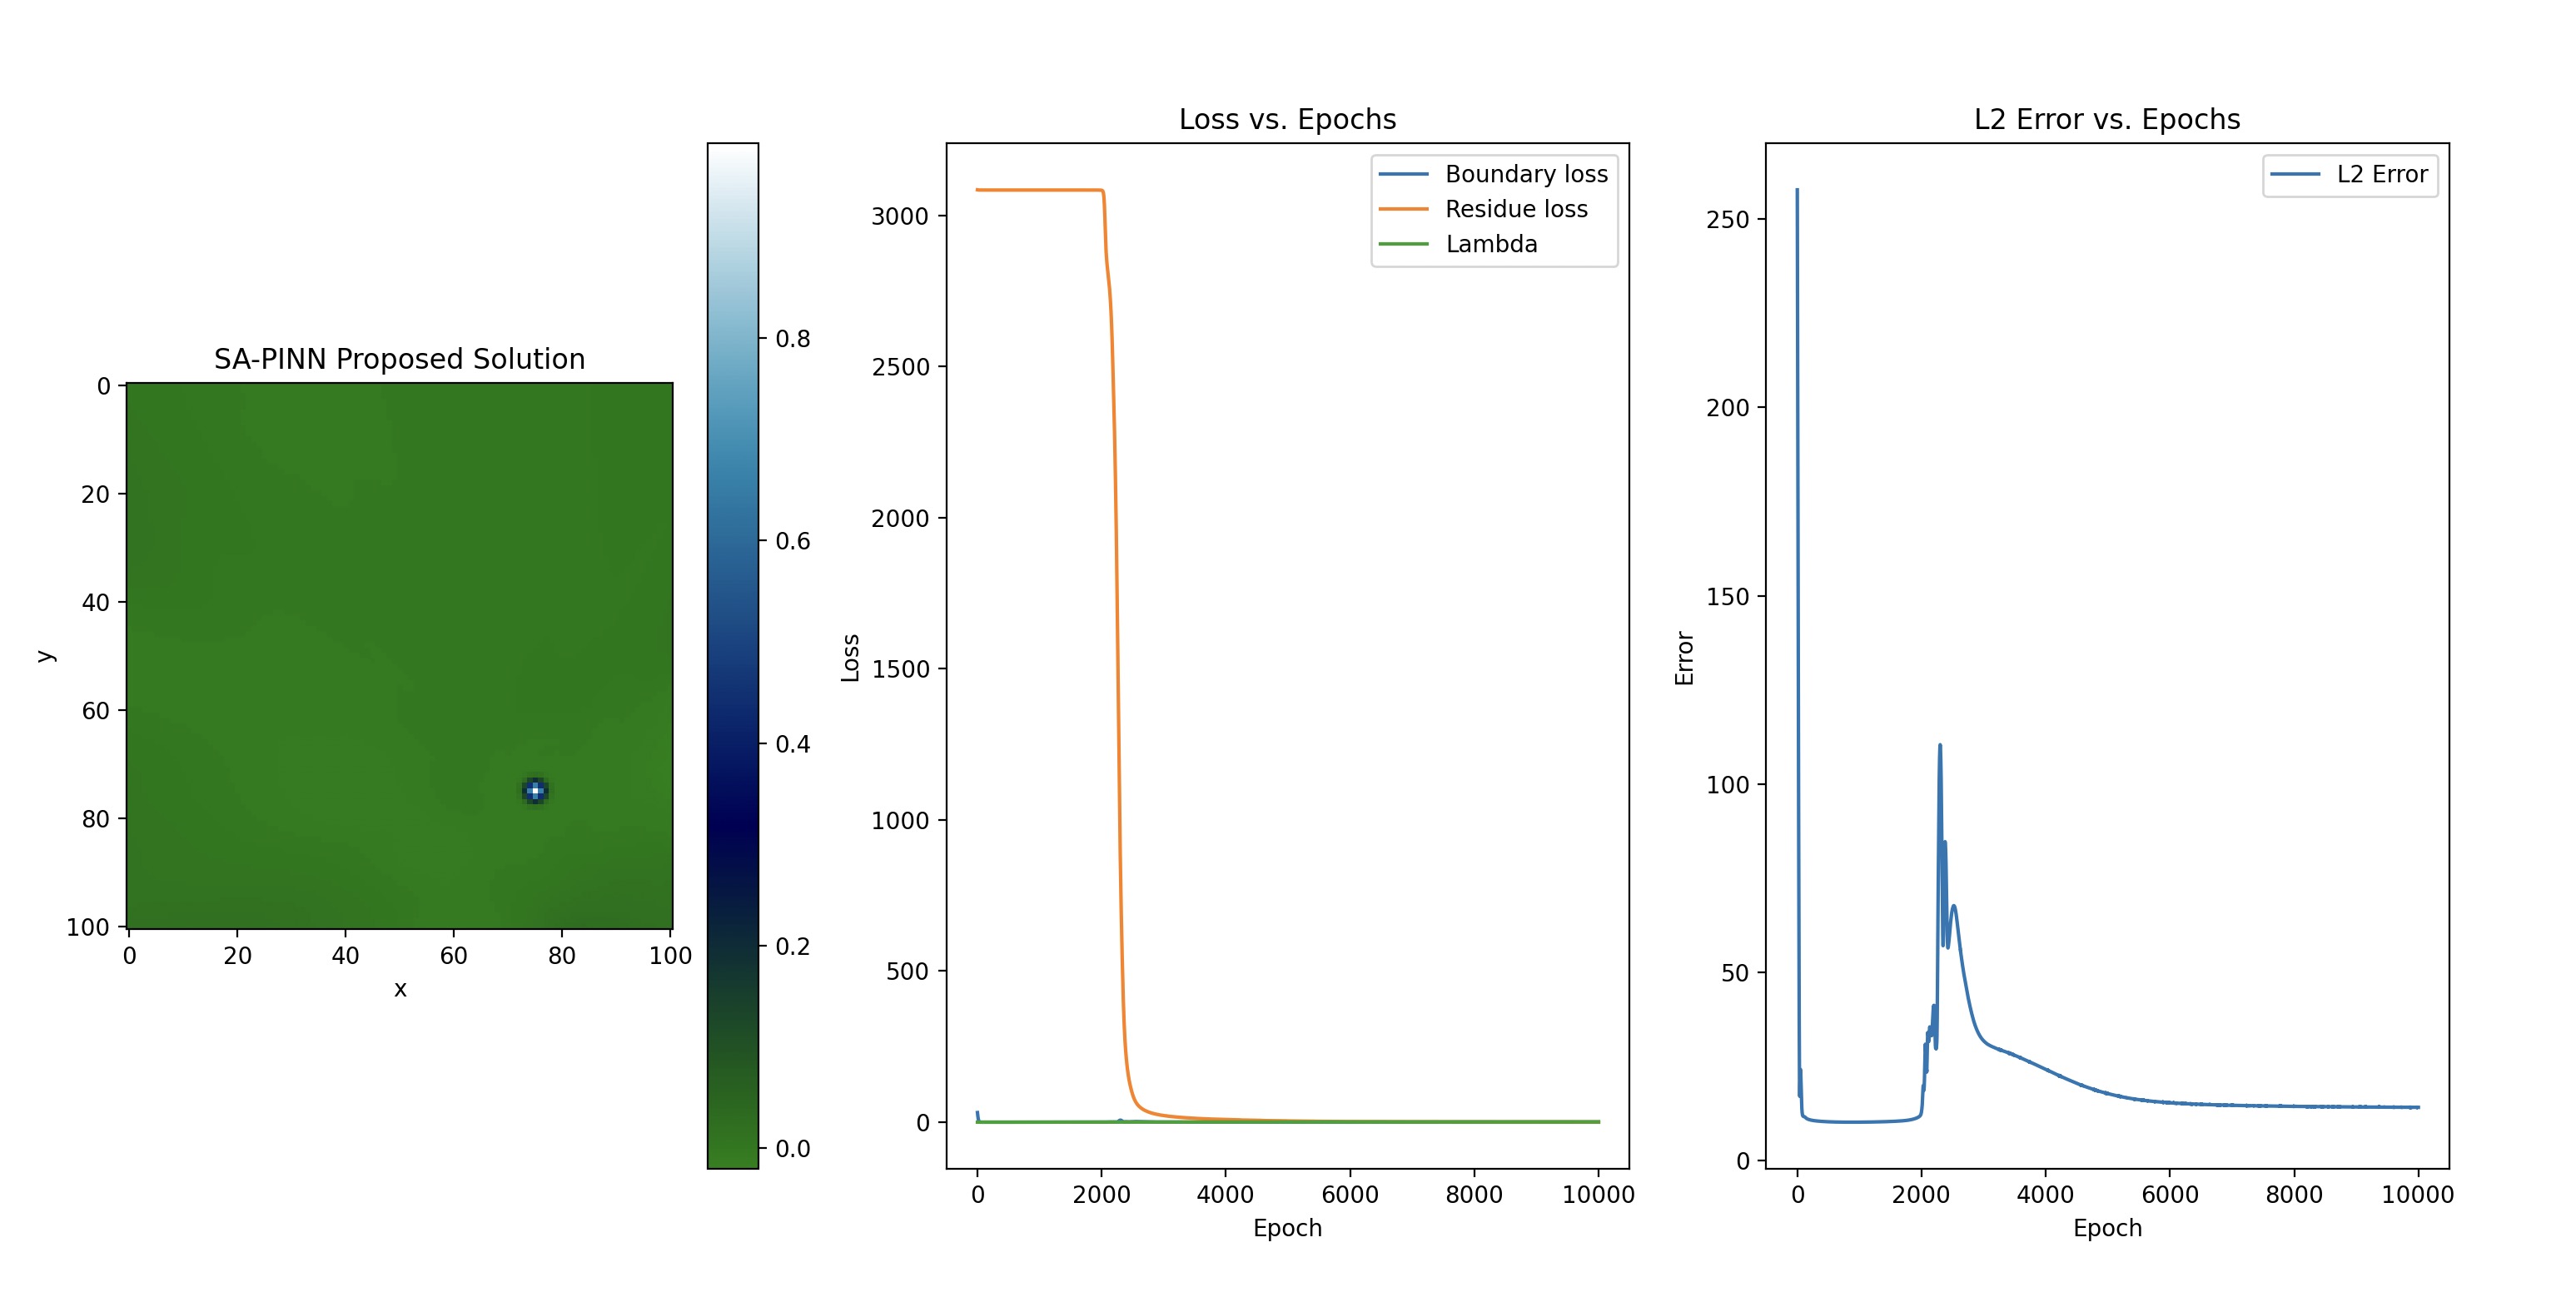 SA-PINN Proposed Solution
0
20
40
60
80
100
y
0 20 40 60 80 100
x
0.8
0.6
0.4
0.2
0.0
Loss vs. Epochs
Boundary loss
Residue loss
Lambda
3000
2500
2000
1500
1000
500
0
Loss
0 2000 4000 6000 8000 10000
Epoch
L2 Error vs. Epochs
L2 Error
250
200
150
100
50
0
Error
0 2000 4000 6000 8000 10000
Epoch